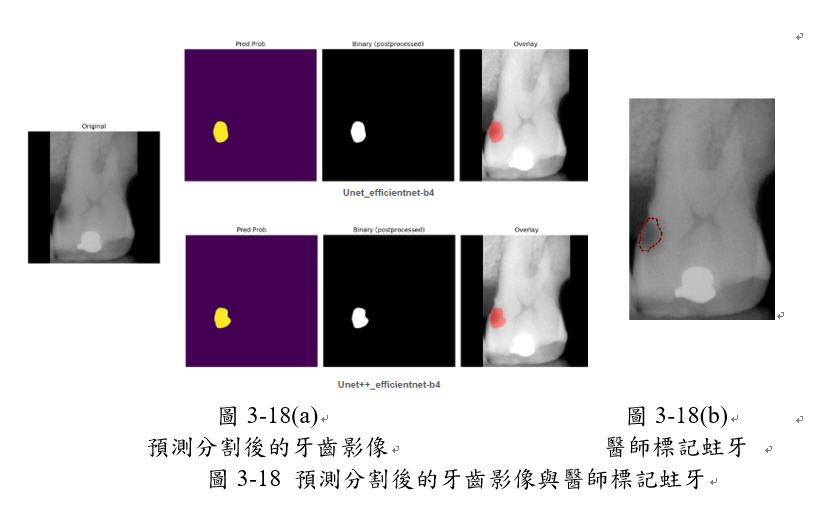 Pred Prob
Binary (postprocessed)
Overlay
Original
Unet_efficientnet-b4
Pred Prob
Binary (postprocessed)
Overlay
Unet++_efficientnet-b4
圖 3-18(a)
圖 3-18(b)
預測分割後的牙齒影像
醫師標記蛀牙
圖 3-18 預測分割後的牙齒影像與醫師標記蛀牙